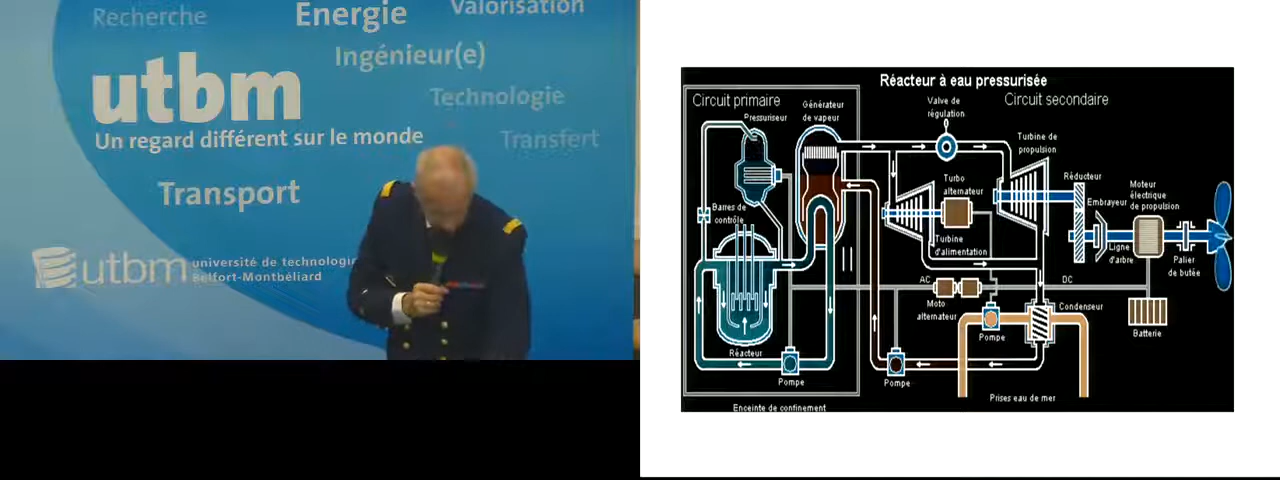 Recherche
Energie
Valorisation
Ingénieur(e)
utbm
Technologie
Un regard différent sur le monde
Transfert
Transport
utbm
université de technologie
Belfort-Montbéliard
Réacteur à eau pressurisée
Circuit primaire
Circuit secondaire
Pressuriseur
Générateur
de vapeur
Valve de
régulation
Turbine de
propulsion
Barres de
contrôle
Turbo
alternateur
Turbine
d'alimentation
Réducteur
Embrayeur
Moteur
électrique
de propulsion
Ligne
d'arbre
Palier
de butée
AC
DC
Moto
alternateur
Pompe
Condenseur
Batterie
Réacteur
Pompe
Pompe
Prises eau de mer
Enceinte de confinement